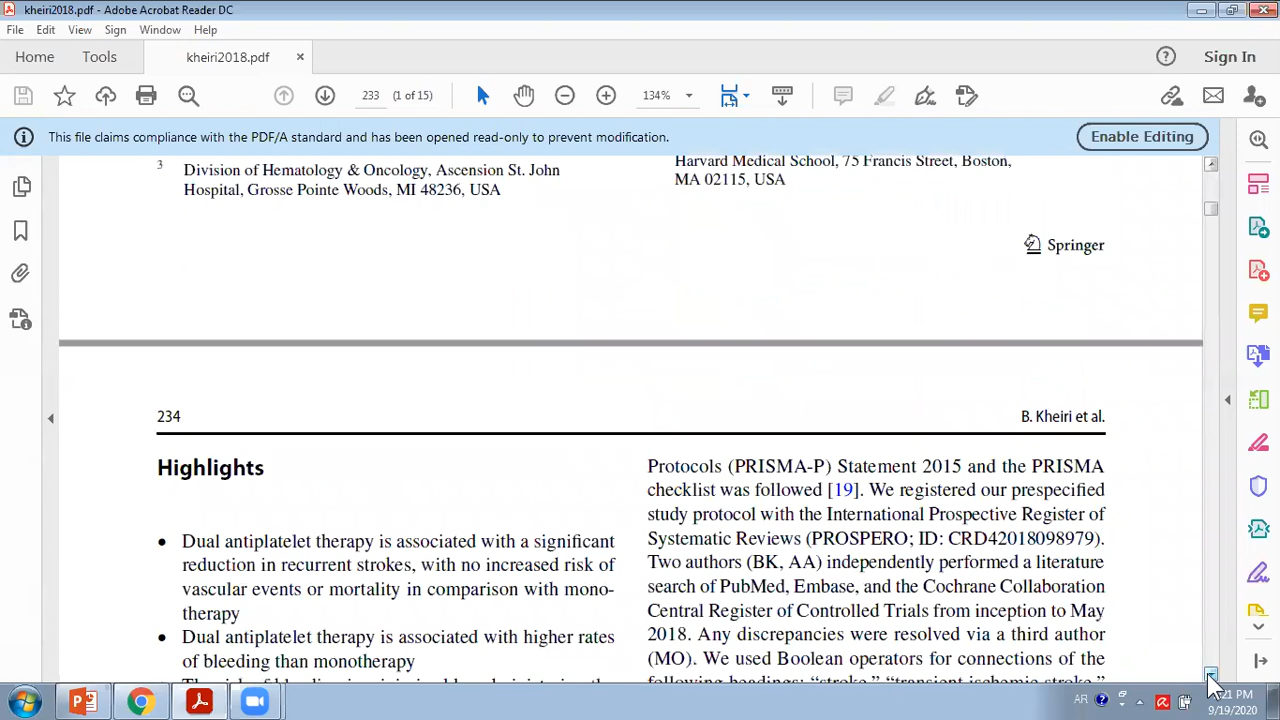 kheiri2018.pdf - Adobe Acrobat Reader DC
File Edit View Sign Window Help
Home Tools kheiri2018.pdf × Sign In
233 (1 of 15) 134%
This file claims compliance with the PDF/A standard and has been opened read-only to prevent modification. Enable Editing
3 Division of Hematology & Oncology, Ascension St. John
Hospital, Grosse Pointe Woods, MI 48236, USA
Harvard Medical School, 75 Francis Street, Boston,
MA 02115, USA
Springer
234 B. Kheiri et al.
Highlights
• Dual antiplatelet therapy is associated with a significant
reduction in recurrent strokes, with no increased risk of
vascular events or mortality in comparison with mono-
therapy
• Dual antiplatelet therapy is associated with higher rates
of bleeding than monotherapy
Protocols (PRISMA-P) Statement 2015 and the PRISMA
checklist was followed [19]. We registered our prespecified
study protocol with the International Prospective Register of
Systematic Reviews (PROSPERO; ID: CRD42018098979).
Two authors (BK, AA) independently performed a literature
search of PubMed, Embase, and the Cochrane Collaboration
Central Register of Controlled Trials from inception to May
2018. Any discrepancies were resolved via a third author
(MO). We used Boolean operators for connections of the
following headings: “stroke,” “transient ischemic stroke,”
AR
:21 PM
9/19/2020